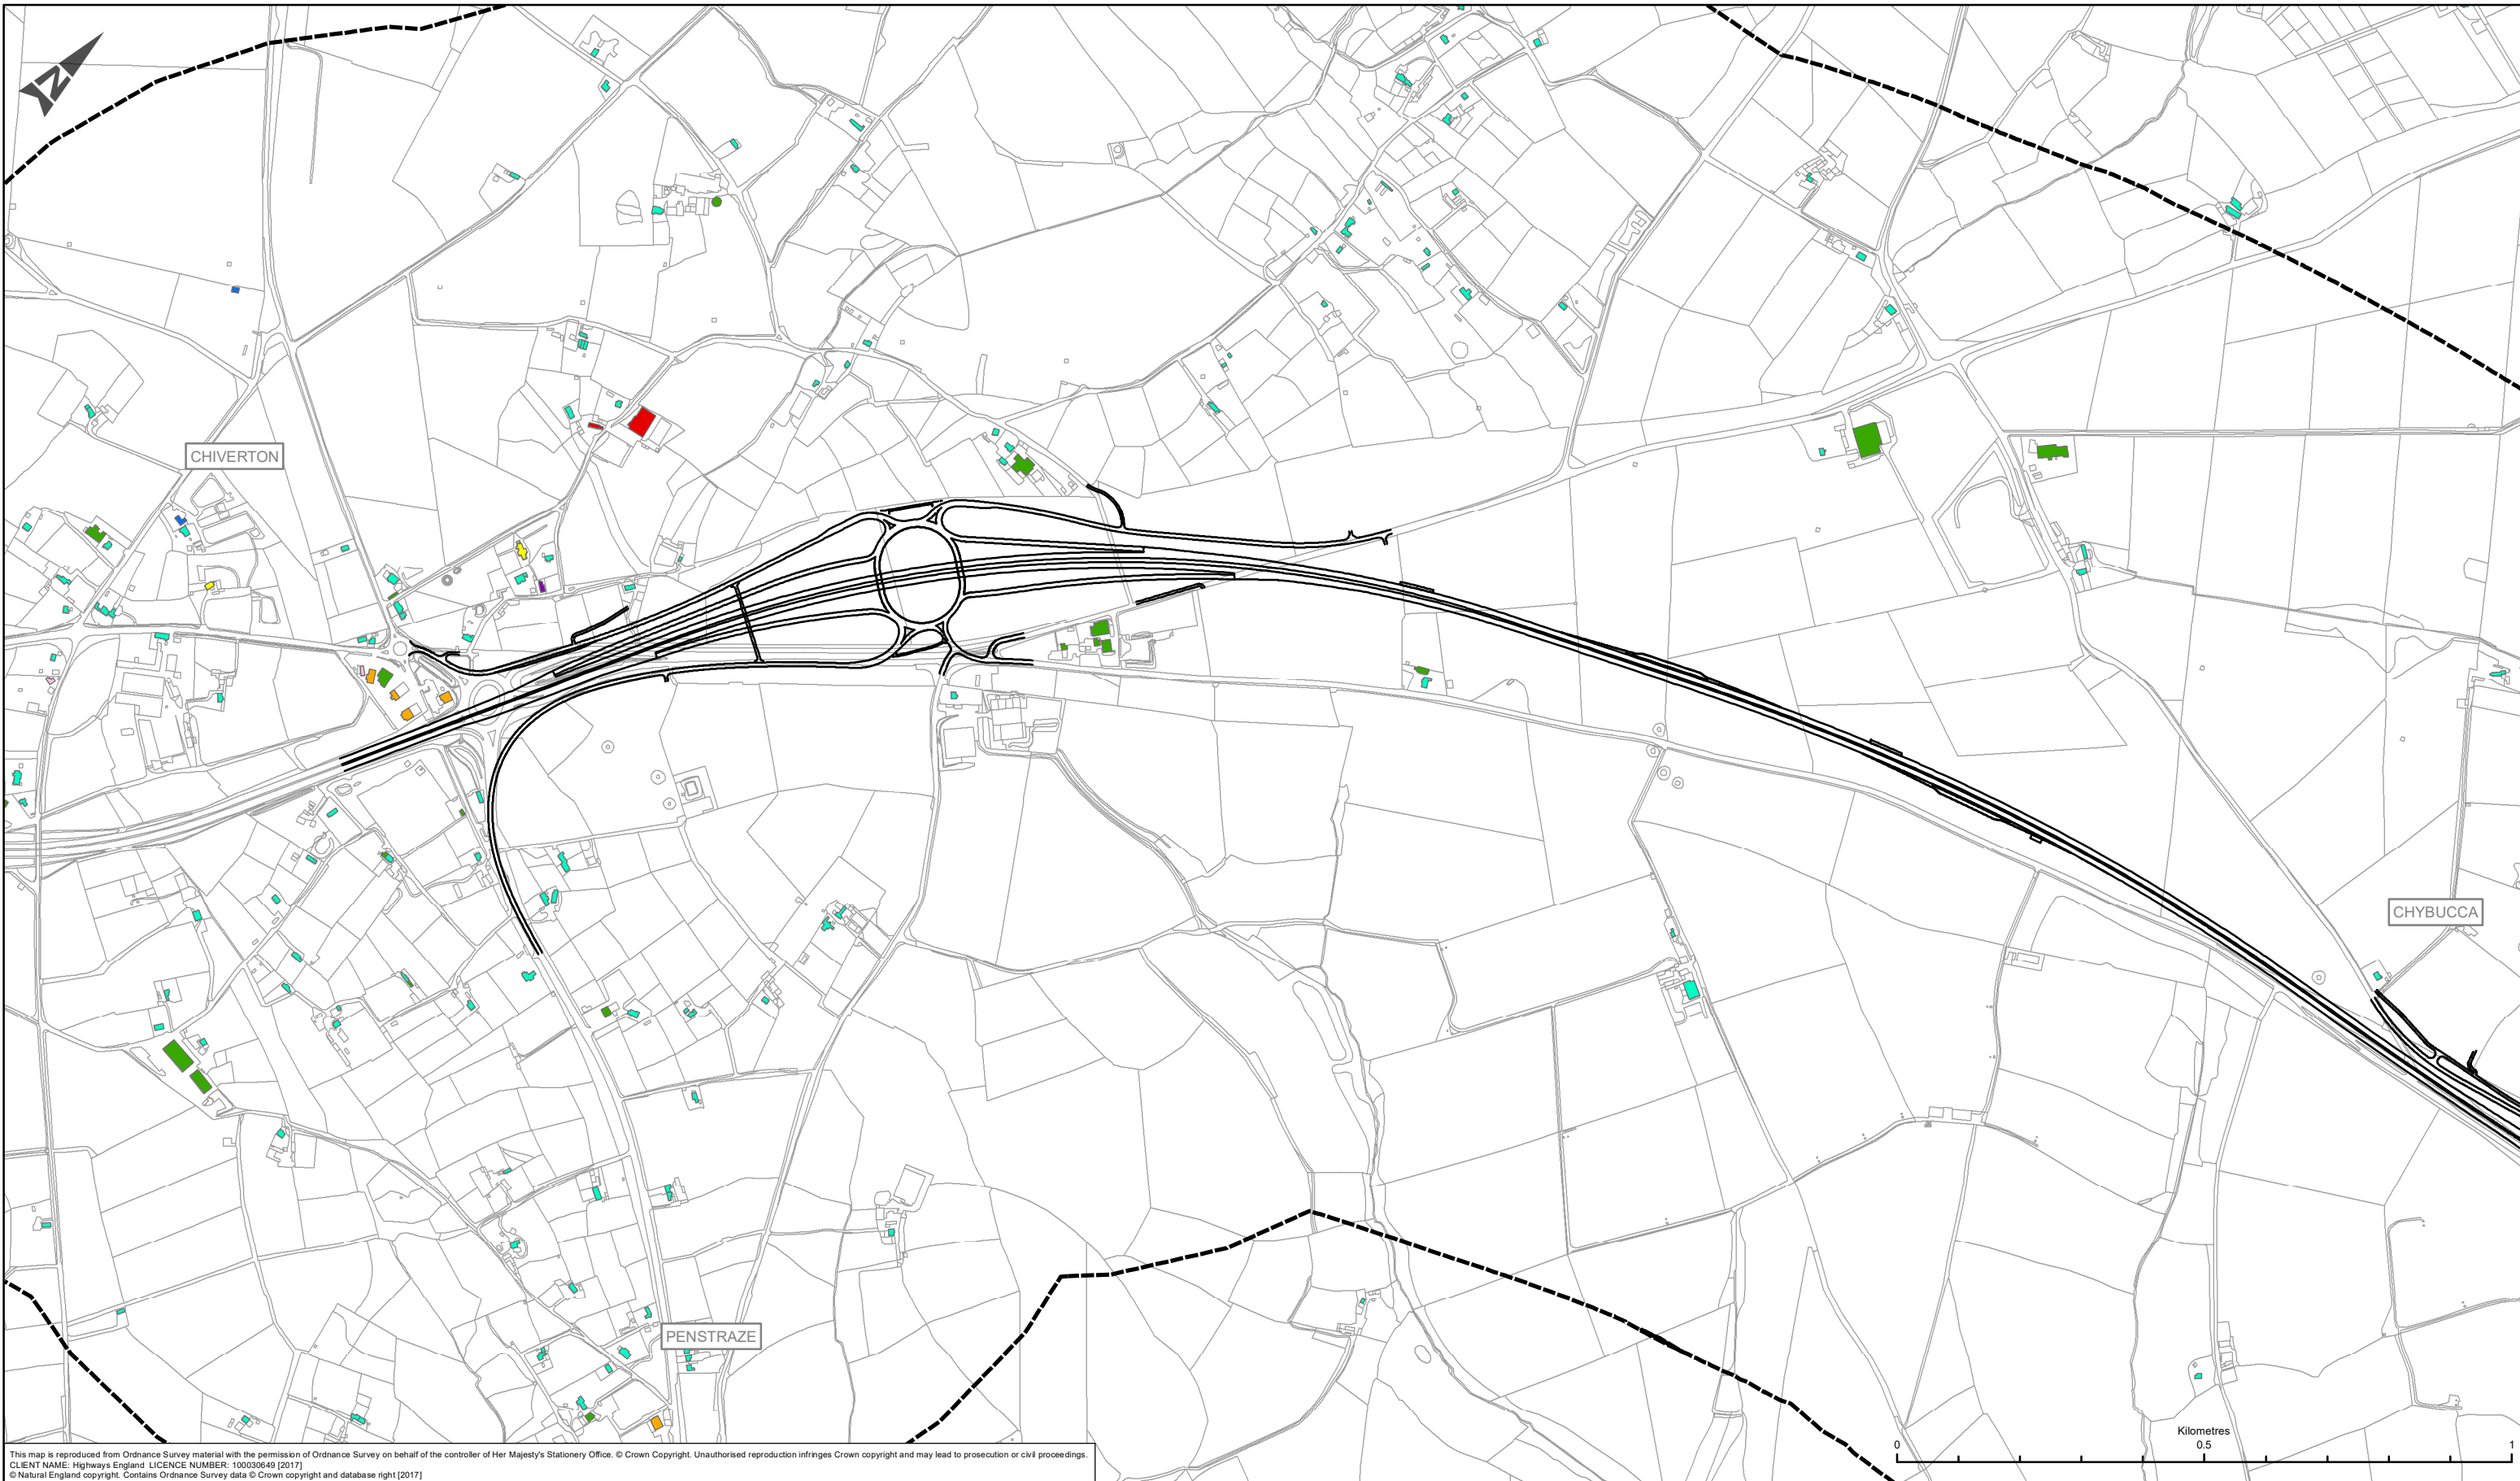 N
CHIVERTON
CHYBUCCA
PENSTRAZE
Kilometres
0 0.5 1
This map is reproduced from Ordnance Survey material with the permission of Ordnance Survey on behalf of the controller of Her Majesty's Stationery Office. © Crown Copyright. Unauthorised reproduction infringes Crown copyright and may lead to prosecution or civil proceedings.
CLIENT NAME: Highways England LICENCE NUMBER: 100030649 [2017]
© Natural England copyright. Contains Ordnance Survey data © Crown copyright and database right [2017]